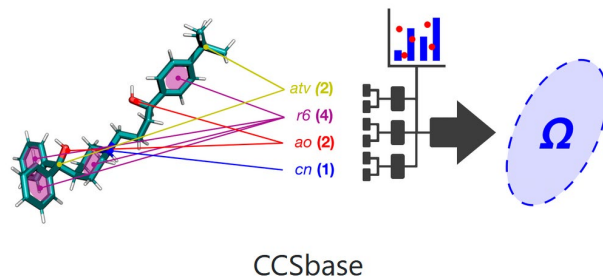 atv (2)
r6 (4)
ao (2)
cn (1)
Ω
CCSbase